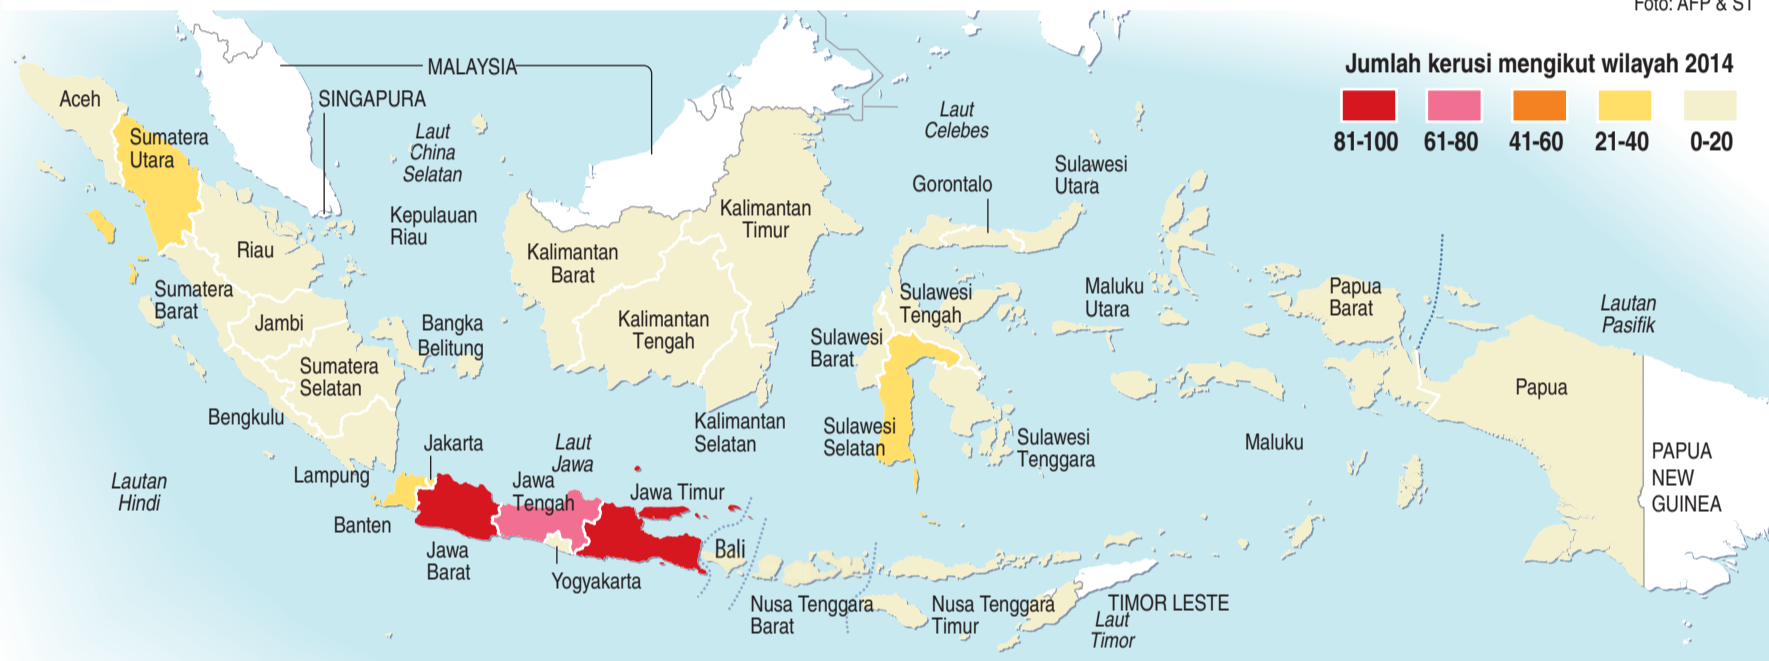 Foto: AFP & ST
Jumlah kerusi mengikut wilayah 2014
81-100
61-80
41-60
21-40
0-20
MALAYSIA
SINGAPURA
Aceh
Sumatera
Utara
Laut
China
Selatan
Laut
Celebes
Gorontalo
Sulawesi
Utara
Kepulauan
Riau
Kalimantan
Timur
Riau
Kalimantan
Barat
Sumatera
Barat
Jambi
Bangka
Belitung
Kalimantan
Tengah
Sulawesi
Tengah
Maluku
Utara
Papua
Barat
Lautan
Pasifik
Sulawesi
Barat
Sumatera
Selatan
Papua
Bengkulu
Kalimantan
Selatan
Sulawesi
Selatan
Sulawesi
Tenggara
Maluku
PAPUA
NEW
GUINEA
Jakarta
Laut
Jawa
Lautan
Hindi
Lampung
Jawa
Tengah
Jawa Timur
Banten
Jawa
Barat
Yogyakarta
Bali
Nusa Tenggara
Barat
Nusa Tenggara
Timur
TIMOR LESTE
Laut
Timor